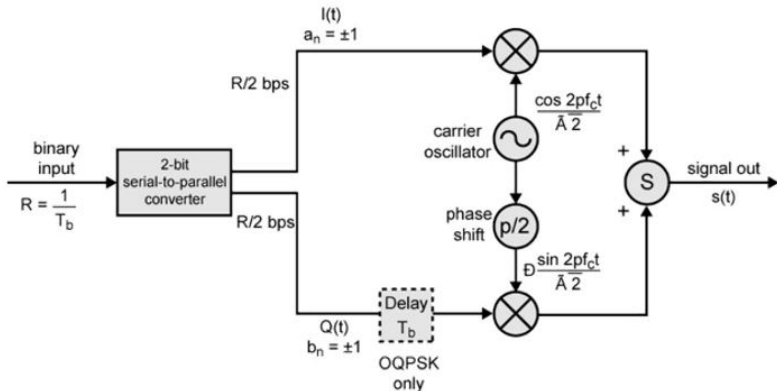 I(t)
aₙ = ±1
R/2 bps
binary
input
R = 1
T_b
2-bit
serial-to-parallel
converter
R/2 bps
carrier
oscillator
cos 2pf_ct
Ã 2
phase
shift
p/2
Ð sin 2pf_ct
Ã 2
+
+
S
signal out
s(t)
Delay
T_b
Q(t)
bₙ = ±1
OQPSK
only